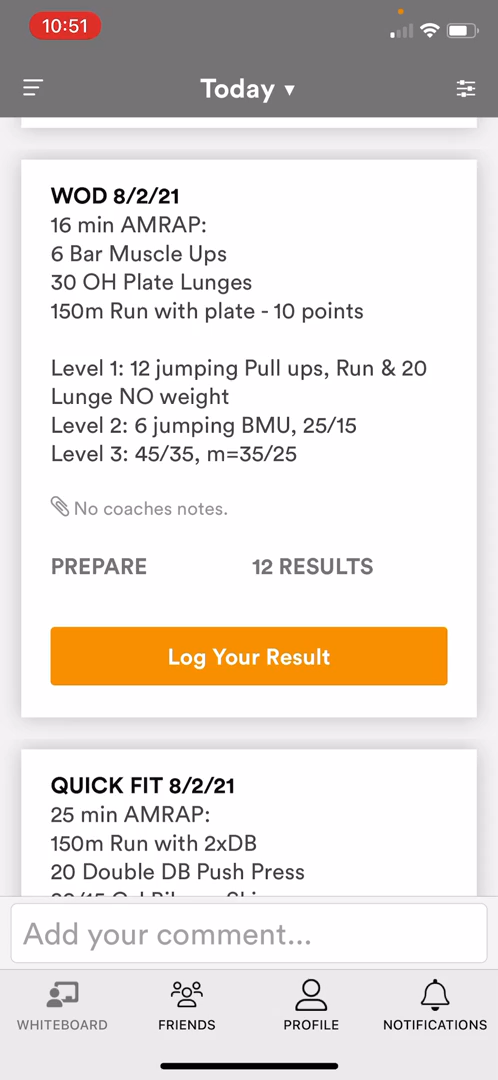 10:51
Today ▾
WOD 8/2/21
16 min AMRAP:
6 Bar Muscle Ups
30 OH Plate Lunges
150m Run with plate - 10 points
Level 1: 12 jumping Pull ups, Run & 20
Lunge NO weight
Level 2: 6 jumping BMU, 25/15
Level 3: 45/35, m=35/25
No coaches notes.
PREPARE 12 RESULTS
Log Your Result
QUICK FIT 8/2/21
25 min AMRAP:
150m Run with 2xDB
20 Double DB Push Press
Add your comment...
WHITEBOARD FRIENDS PROFILE NOTIFICATIONS